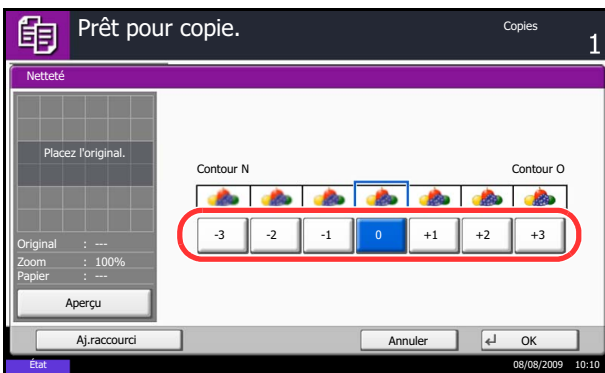 Prêt pour copie.
Copies
1
Netteté
Placez l'original.
Contour N
Contour O
-3
-2
-1
0
+1
+2
+3
Original : ---
Zoom : 100%
Papier : ---
Aperçu
Aj.raccourci
Annuler
OK
État
08/08/2009 10:10